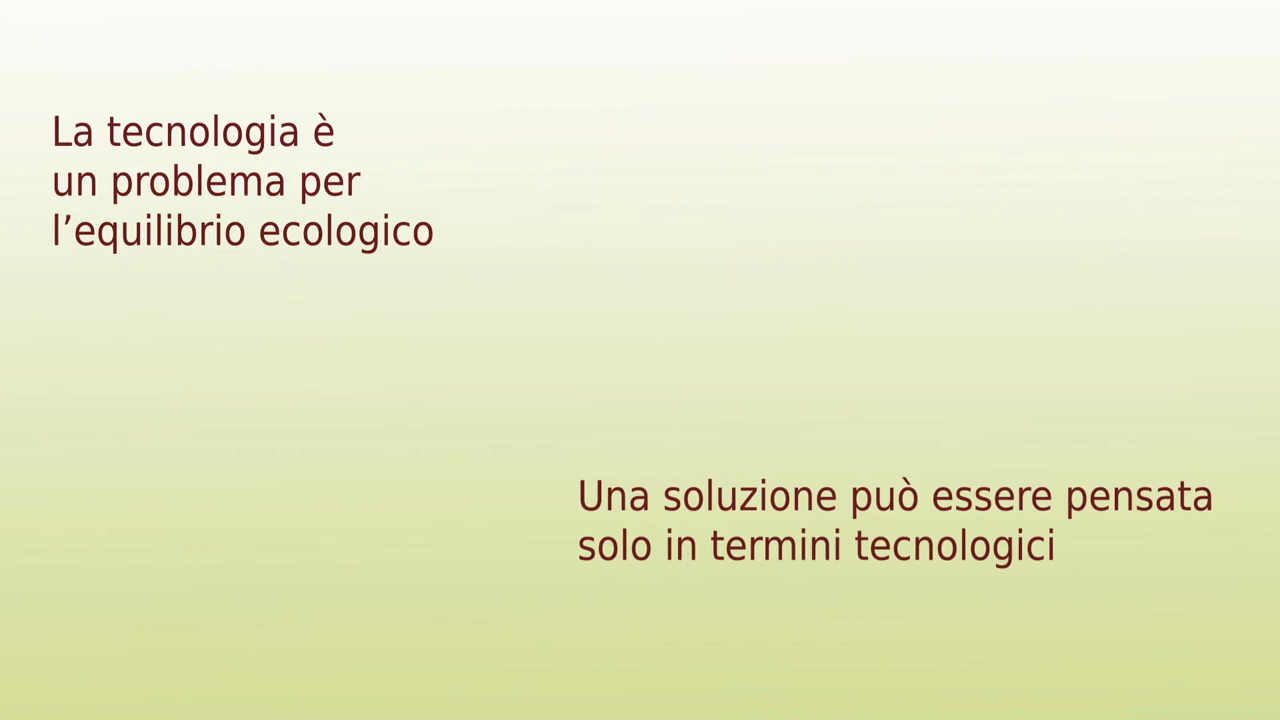 La tecnologia è
un problema per
l’equilibrio ecologico
Una soluzione può essere pensata
solo in termini tecnologici